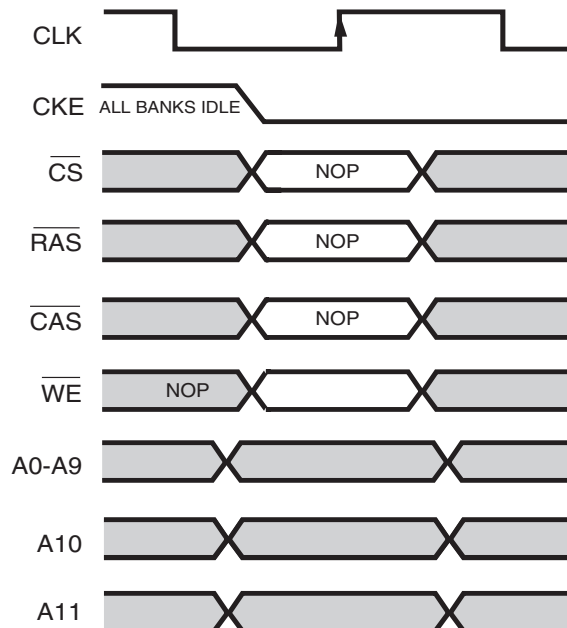 CLK
CKE ALL BANKS IDLE
CS NOP
RAS NOP
CAS NOP
WE NOP
A0-A9
A10
A11